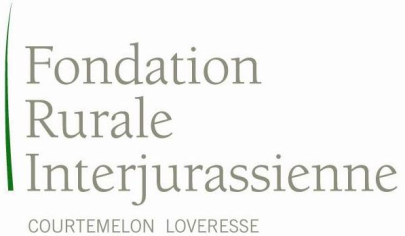 Fondation
Rurale
Interjurassienne
COURTEMELON LOVERESSE